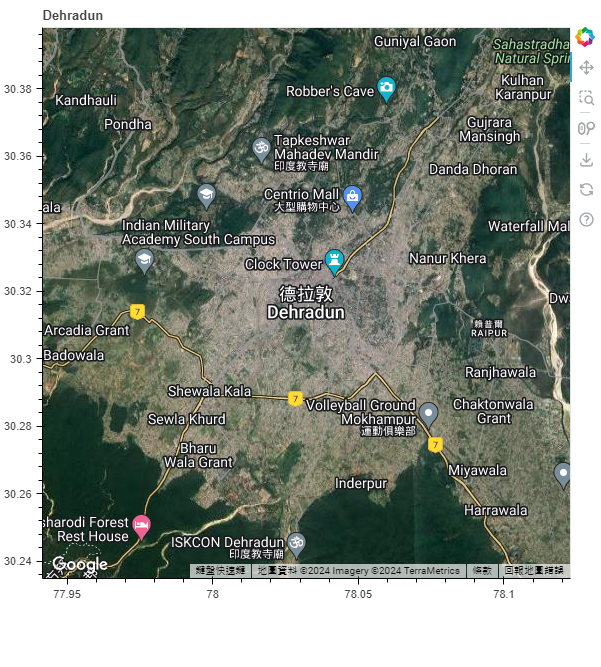 Dehradun
Guniyal Gaon
Sahastradha
Natural Sprin
30.38
Robber's Cave
Kulhan
Karanpur
Kandhauli
Pondha
Gujrara
Mansingh
30.36
Tapkeshwar
Mahadev Mandir
印度教寺廟
Danda Dhoran
Centrio Mall
大型購物中心
ala
30.34
Indian Military
Academy South Campus
Waterfall Mal
Clock Tower
Nanur Khera
30.32
德拉敦
Dehradun
Dwa
7
賴普爾
RAIPUR
Arcadia Grant
Badowala
30.3
Ranjhawala
Shewala Kala
7
Volleyball Ground
Mokhampur
運動俱樂部
Chaktonwala
Grant
Sewla Khurd
30.28
7
Bharu
Wala Grant
Miyawala
Inderpur
30.26
Harrawala
sharodi Forest
Rest House
ISKCON Dehradun
印度教寺廟
30.24
Google
鍵盤快速鍵
地圖資料 ©2024 Imagery ©2024 TerraMetrics
條款
回報地圖錯誤
77.95
78
78.05
78.1